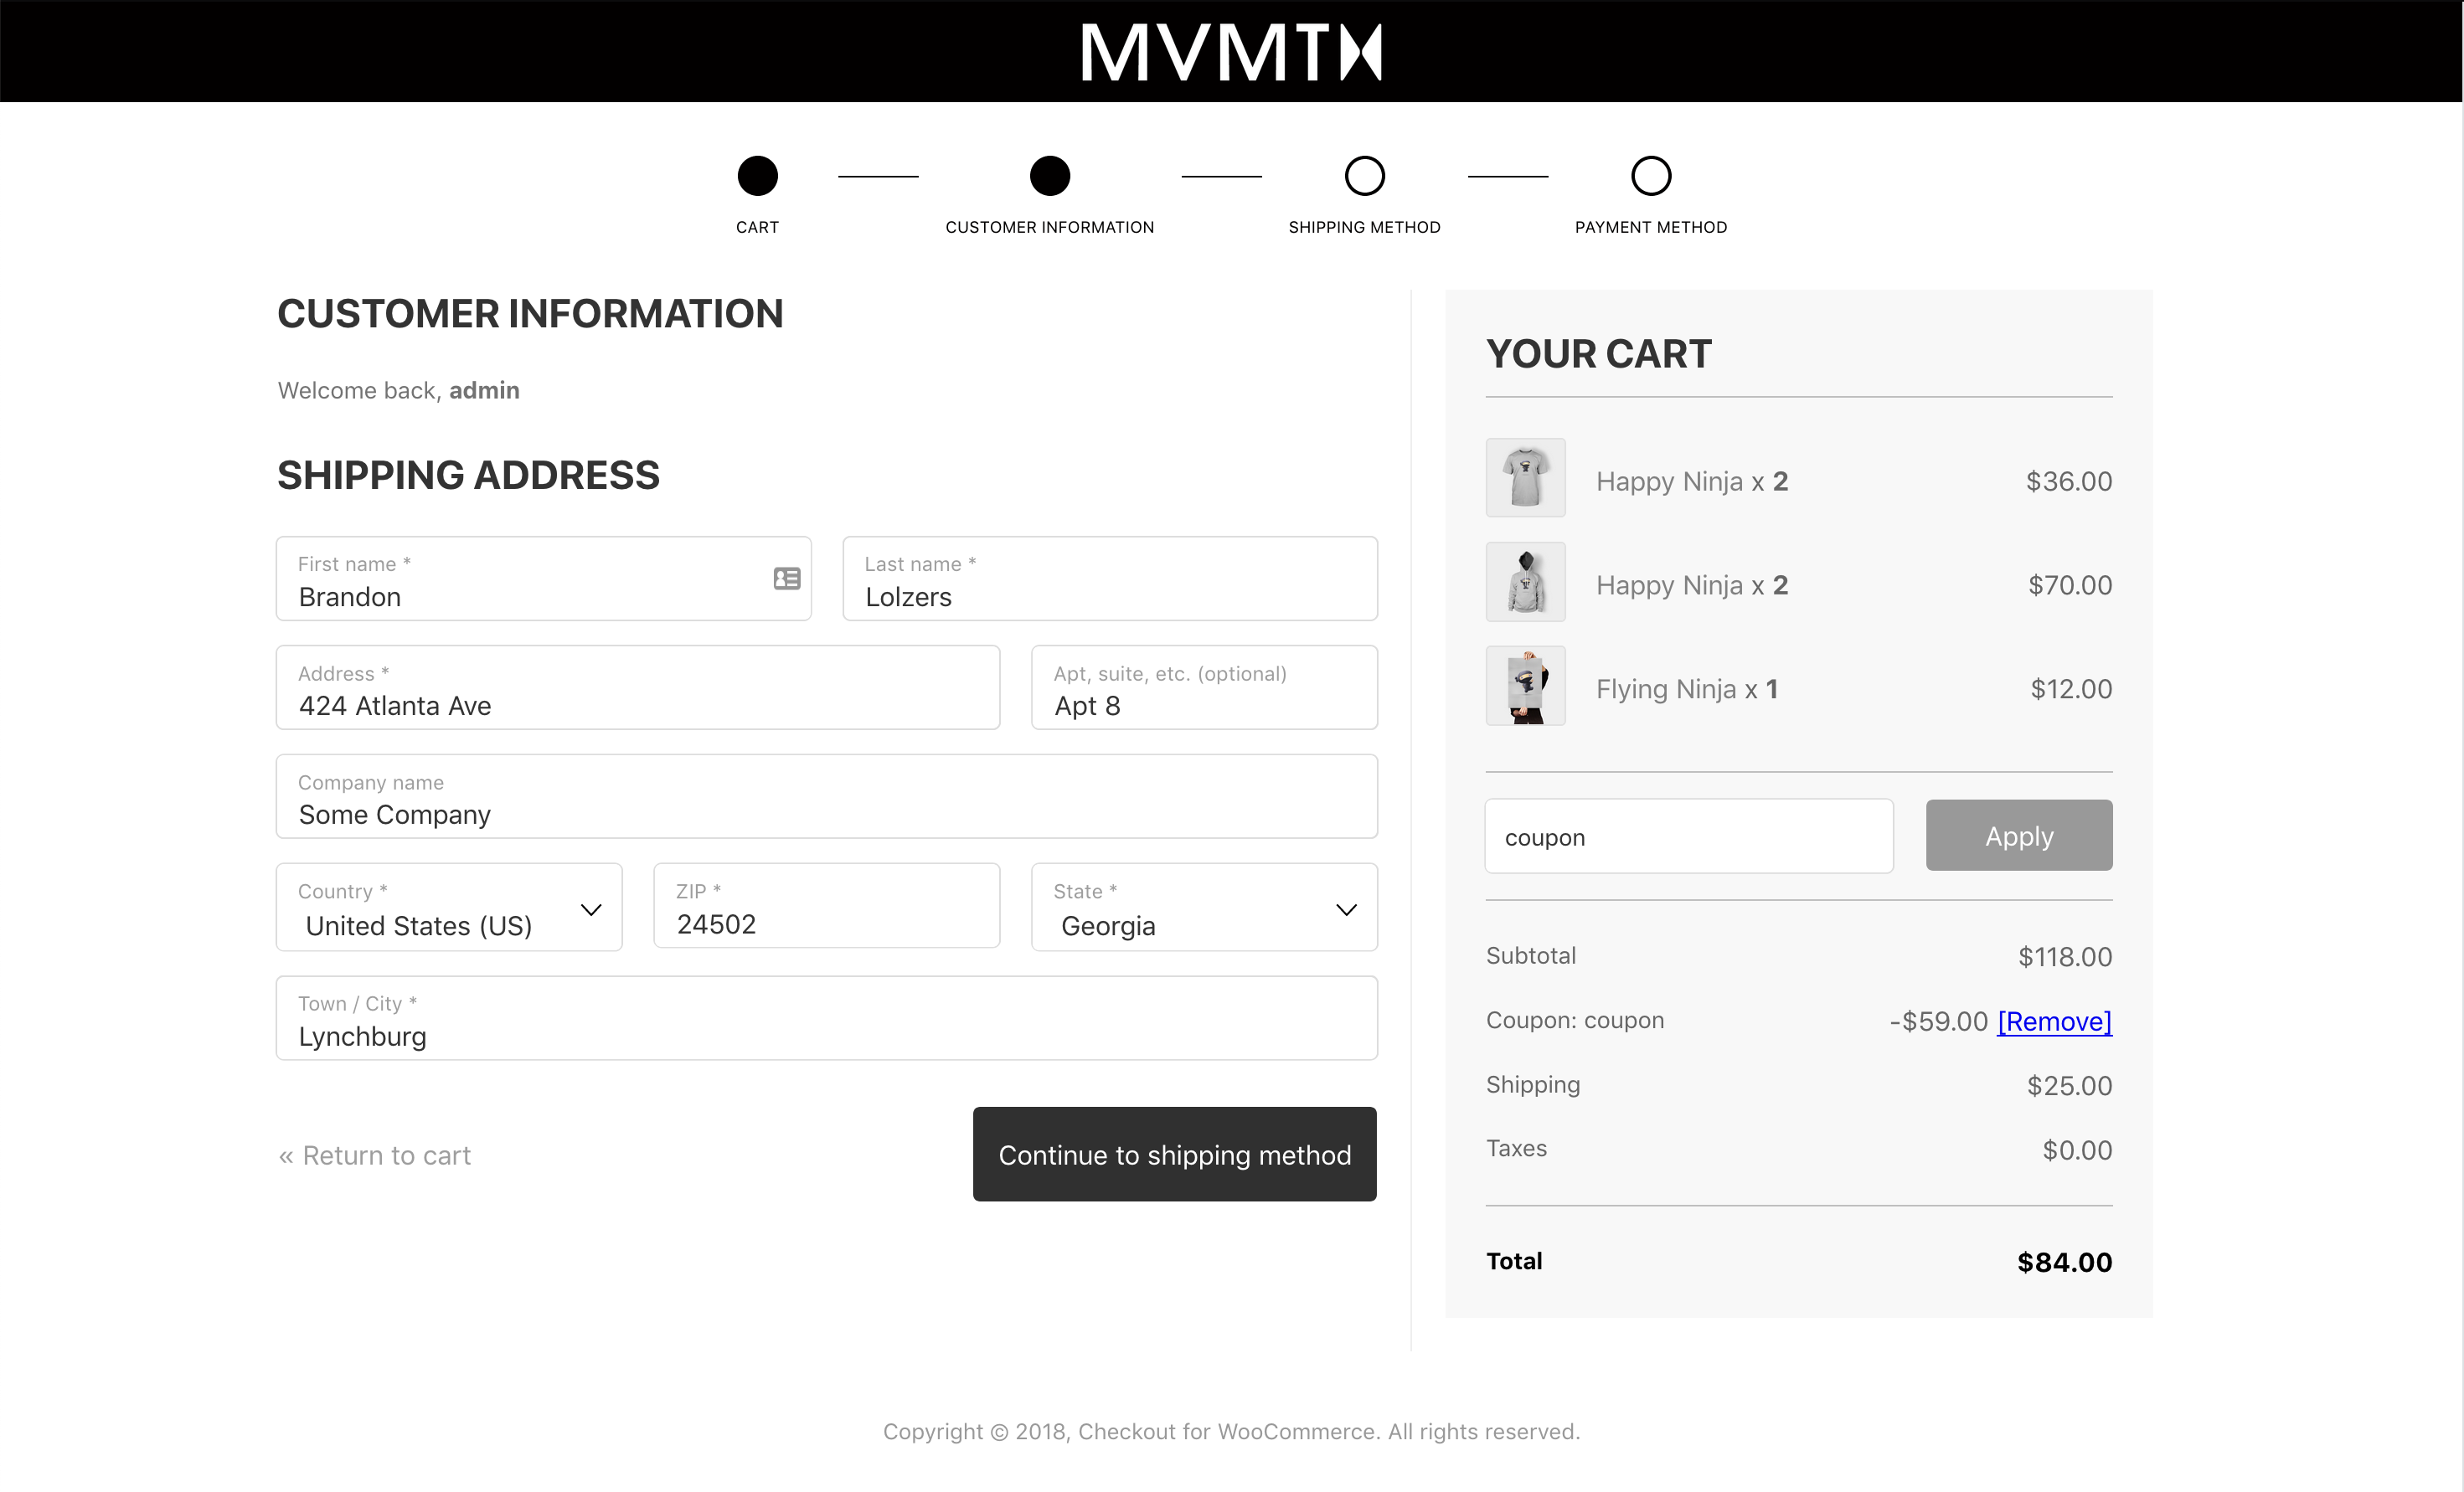 MVMT
CART
CUSTOMER INFORMATION
SHIPPING METHOD
PAYMENT METHOD
CUSTOMER INFORMATION
Welcome back, admin
SHIPPING ADDRESS
First name *
Brandon
Last name *
Lolzers
Address *
424 Atlanta Ave
Apt, suite, etc. (optional)
Apt 8
Company name
Some Company
Country *
United States (US)
ZIP *
24502
State *
Georgia
Town / City *
Lynchburg
« Return to cart
Continue to shipping method
YOUR CART
Happy Ninja x 2 $36.00
Happy Ninja x 2 $70.00
Flying Ninja x 1 $12.00
coupon
Apply
Subtotal $118.00
Coupon: coupon -$59.00 [Remove]
Shipping $25.00
Taxes $0.00
Total $84.00
Copyright © 2018, Checkout for WooCommerce. All rights reserved.